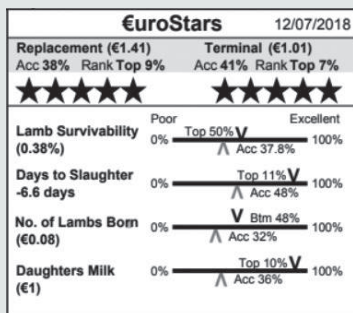 €uroStars 12/07/2018
Replacement (€1.41) Terminal (€1.01)
Acc 38% Rank Top 9% Acc 41% Rank Top 7%
Poor Excellent
Lamb Survivability (0.38%) 0% Top 50% 100%
Acc 37.8%
Days to Slaughter -6.6 days 0% Top 11% 100%
Acc 48%
No. of Lambs Born (€0.08) 0% Btm 48% 100%
Acc 32%
Daughters Milk (€1) 0% Top 10% 100%
Acc 36%